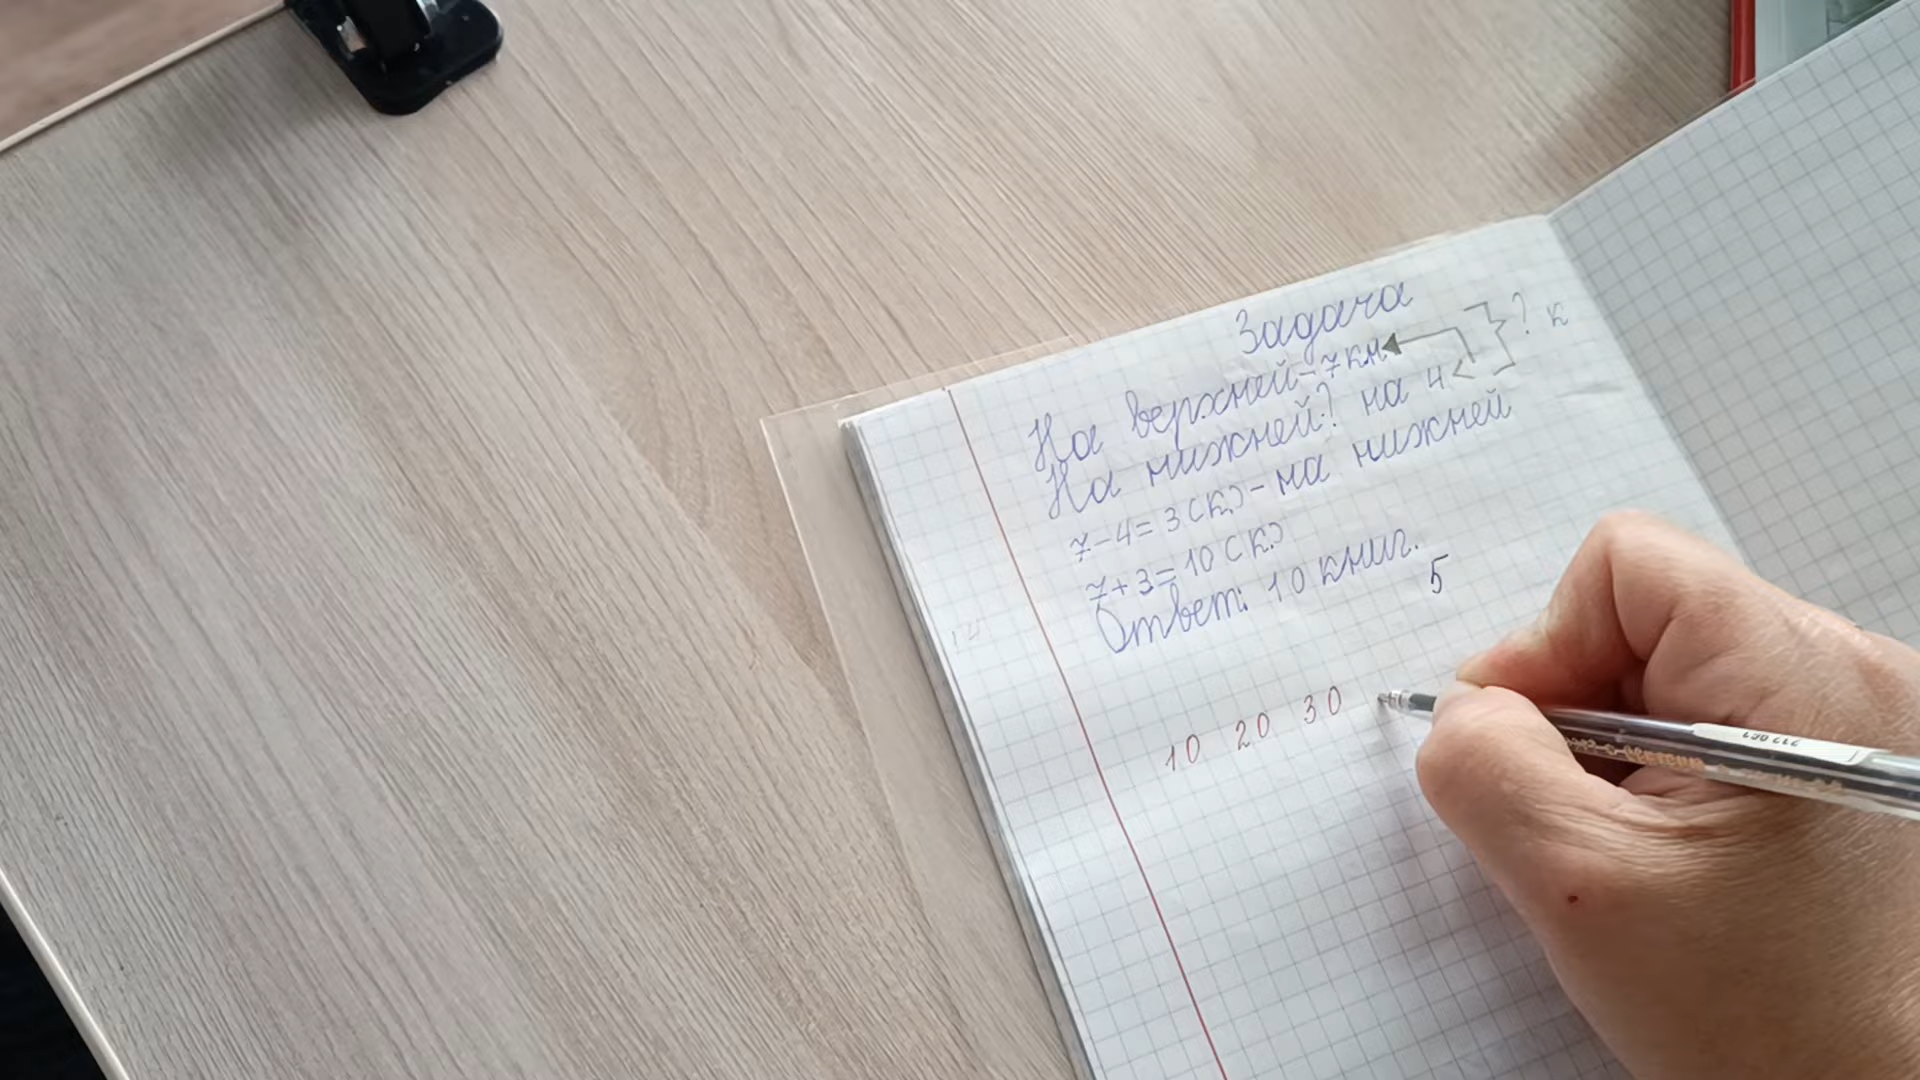 Задача
На верхней - 7 кн ? к
На нижней - ? на 4 <
7 - 4 = 3 (к.) - на нижней
7 + 3 = 10 (к.)
Ответ: 10 книг.
5
10 20 30